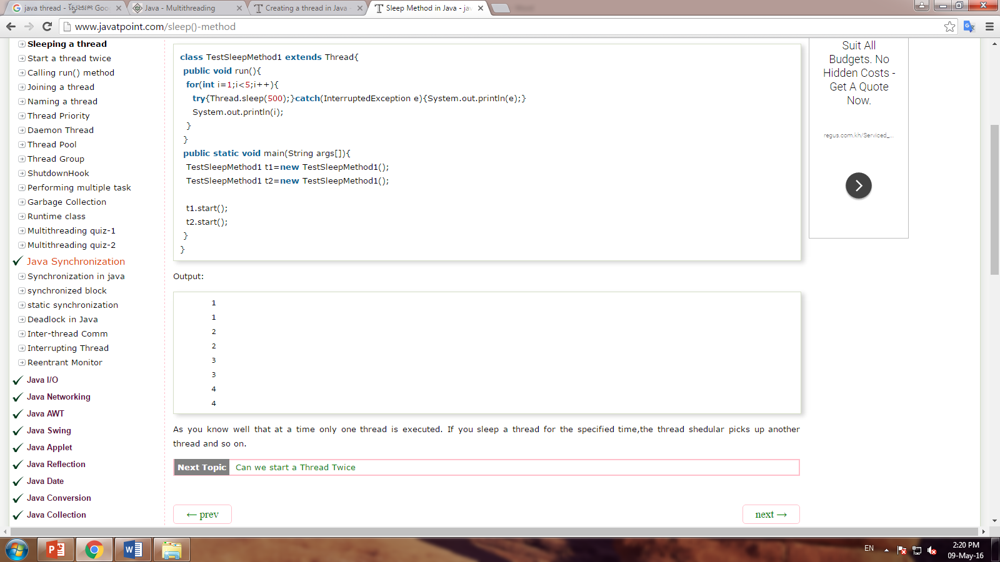 java thread - ស្វែងរក Goo
Java - Multithreading
Creating a thread in Java
Sleep Method in Java - jav
www.javatpoint.com/sleep()-method
Sleeping a thread
Start a thread twice
Calling run() method
Joining a thread
Naming a thread
Thread Priority
Daemon Thread
Thread Pool
Thread Group
ShutdownHook
Performing multiple task
Garbage Collection
Runtime class
Multithreading quiz-1
Multithreading quiz-2
Java Synchronization
Synchronization in java
synchronized block
static synchronization
Deadlock in Java
Inter-thread Comm
Interrupting Thread
Reentrant Monitor
Java I/O
Java Networking
Java AWT
Java Swing
Java Applet
Java Reflection
Java Date
Java Conversion
Java Collection
class TestSleepMethod1 extends Thread{
public void run(){
for(int i=1;i<5;i++){
try{Thread.sleep(500);}catch(InterruptedException e){System.out.println(e);}
System.out.println(i);
}
}
public static void main(String args[]){
TestSleepMethod1 t1=new TestSleepMethod1();
TestSleepMethod1 t2=new TestSleepMethod1();
t1.start();
t2.start();
}
}
Output:
1
1
2
2
3
3
4
4
As you know well that at a time only one thread is executed. If you sleep a thread for the specified time,the thread shedular picks up another
thread and so on.
Next Topic Can we start a Thread Twice
← prev
next →
Suit All
Budgets. No
Hidden Costs -
Get A Quote
Now.
regus.com.kh/Serviced_...
EN
2:20 PM
09-May-16